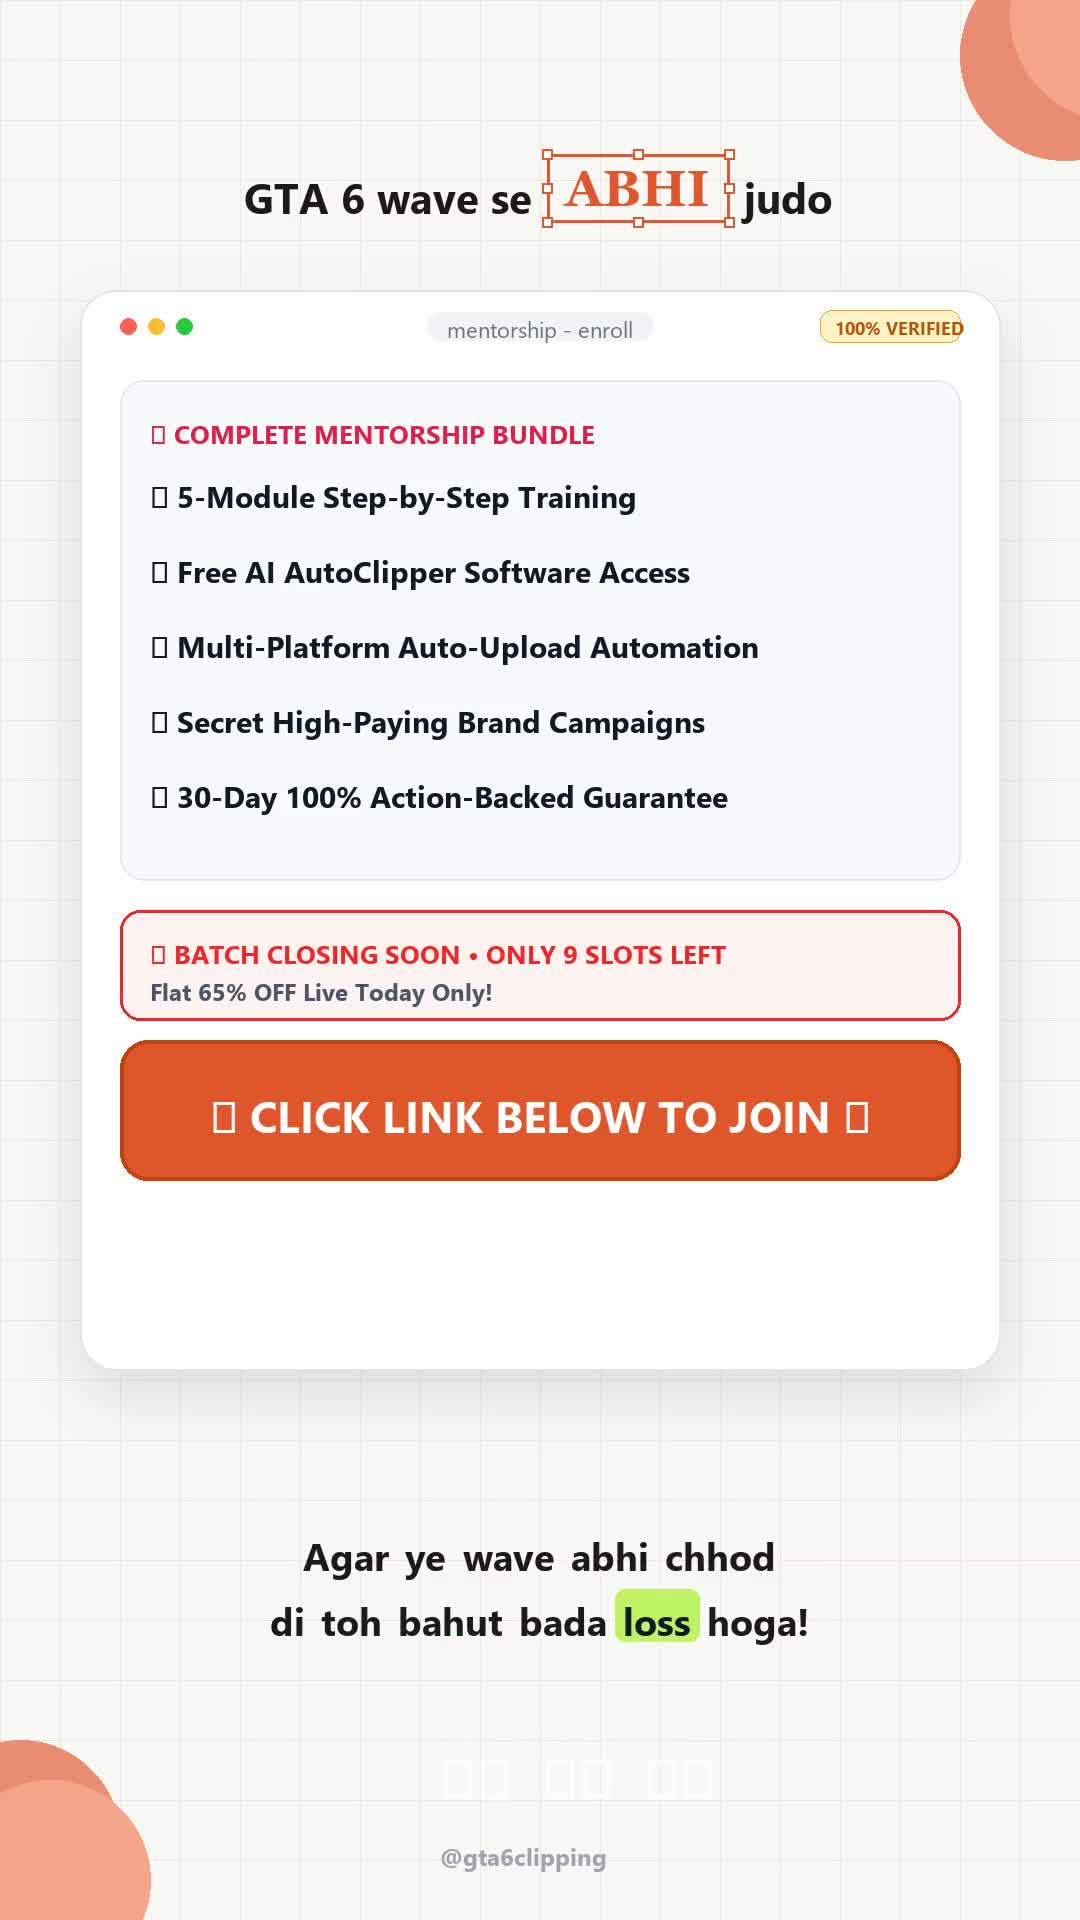 GTA 6 wave se ABHI judo
mentorship - enroll
100% VERIFIED
COMPLETE MENTORSHIP BUNDLE
5-Module Step-by-Step Training
Free AI AutoClipper Software Access
Multi-Platform Auto-Upload Automation
Secret High-Paying Brand Campaigns
30-Day 100% Action-Backed Guarantee
BATCH CLOSING SOON • ONLY 9 SLOTS LEFT
Flat 65% OFF Live Today Only!
CLICK LINK BELOW TO JOIN
Agar ye wave abhi chhod
di toh bahut bada loss hoga!
@gta6clipping